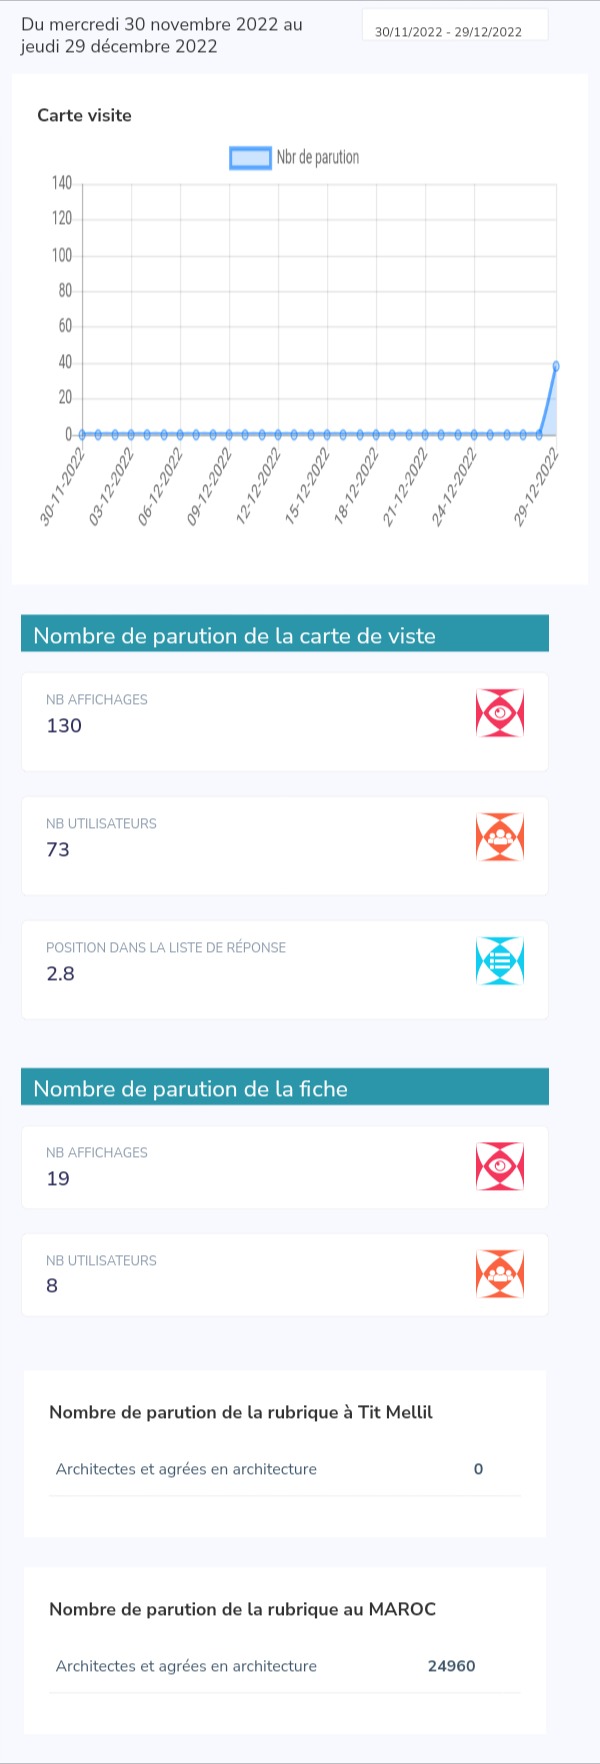 Du mercredi 30 novembre 2022 au
jeudi 29 décembre 2022
30/11/2022 - 29/12/2022
Carte visite
Nbr de parution
140
120
100
80
60
40
20
0
30-11-2022
03-12-2022
06-12-2022
09-12-2022
12-12-2022
15-12-2022
18-12-2022
21-12-2022
24-12-2022
29-12-2022
Nombre de parution de la carte de viste
NB AFFICHAGES
130
NB UTILISATEURS
73
POSITION DANS LA LISTE DE RÉPONSE
2.8
Nombre de parution de la fiche
NB AFFICHAGES
19
NB UTILISATEURS
8
Nombre de parution de la rubrique à Tit Mellil
Architectes et agrées en architecture 0
Nombre de parution de la rubrique au MAROC
Architectes et agrées en architecture 24960